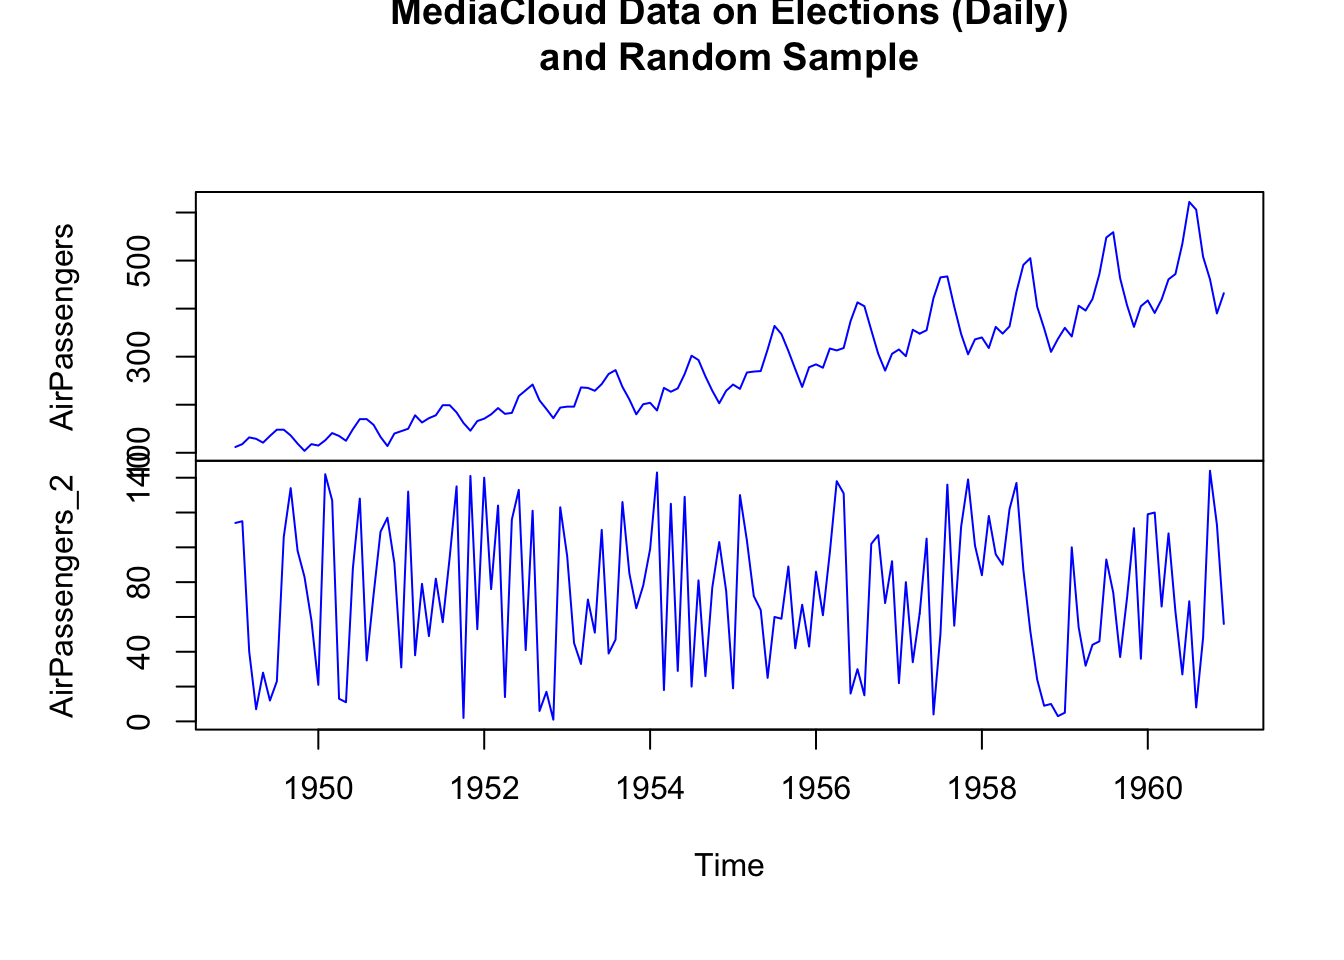 MediaCloud Data on Elections (Daily)
and Random Sample
AirPassengers
500
300
100
AirPassengers_2
140
80
40
0
1950 1952 1954 1956 1958 1960
Time